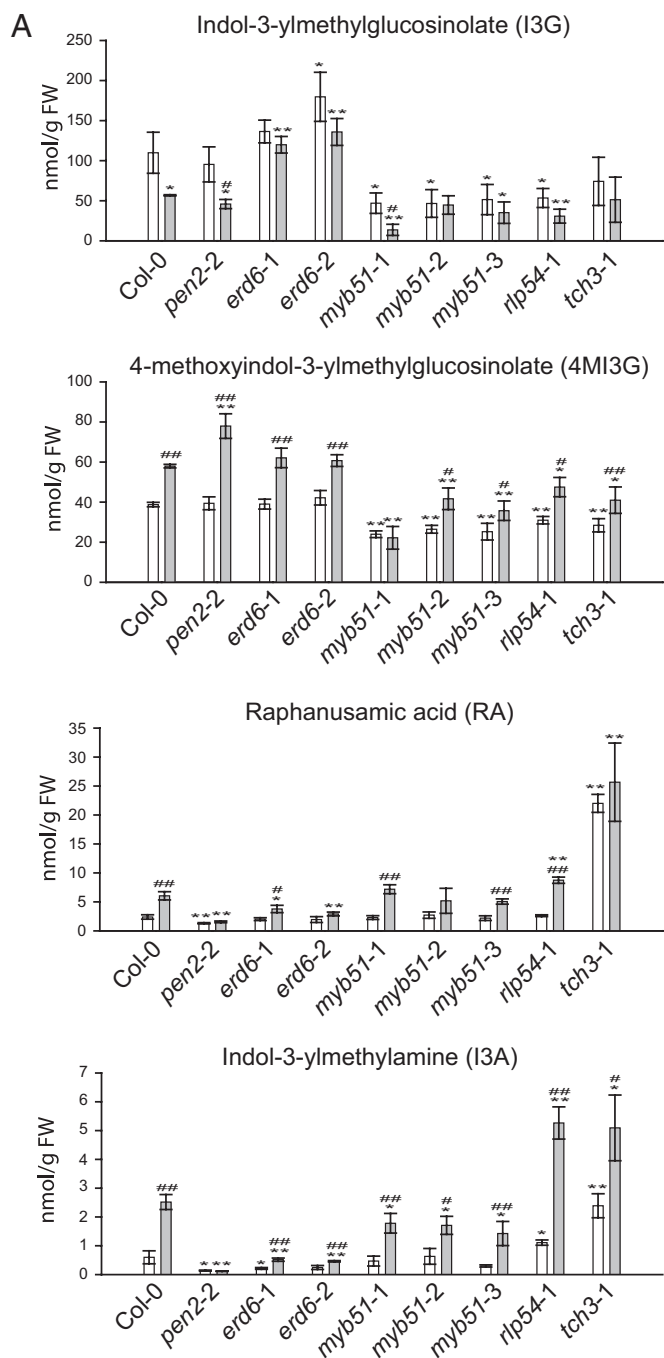 A
Indol-3-ylmethylglucosinolate (I3G)
nmol/g FW
250
200
150
100
50
0
* * ** * ** * # * # ** * * * * ** 
Col-0 pen2-2 erd6-1 erd6-2 myb51-1 myb51-2 myb51-3 rlp54-1 tch3-1
4-methoxyindol-3-ylmethylglucosinolate (4MI3G)
nmol/g FW
100
80
60
40
20
0
## ## ** ## ## ** ** ** # ** ** # ** ** # * ** ## *
Col-0 pen2-2 erd6-1 erd6-2 myb51-1 myb51-2 myb51-3 rlp54-1 tch3-1
Raphanusamic acid (RA)
nmol/g FW
35
30
25
20
15
10
5
0
## ** ** # * ** ## ## ** ## ** **
Col-0 pen2-2 erd6-1 erd6-2 myb51-1 myb51-2 myb51-3 rlp54-1 tch3-1
Indol-3-ylmethylamine (I3A)
nmol/g FW
7
6
5
4
3
2
1
0
## * ** * ## ** ## ** ## * # * ## * * ## ** ** # *
Col-0 pen2-2 erd6-1 erd6-2 myb51-1 myb51-2 myb51-3 rlp54-1 tch3-1